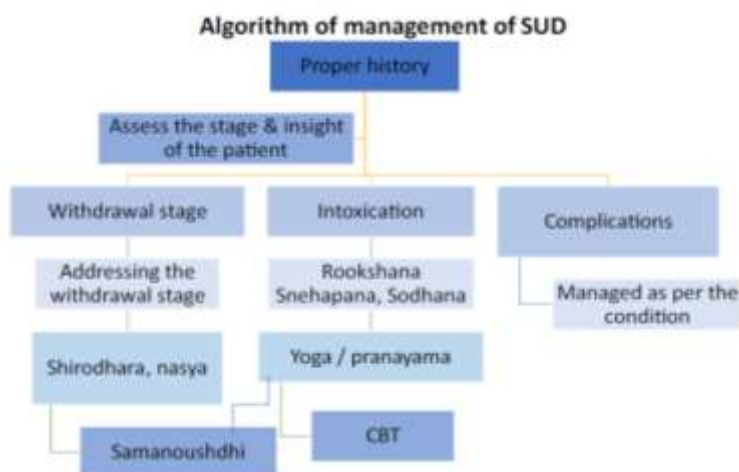 Algorithm of management of SUD
Proper history
Assess the stage & insight
of the patient
Withdrawal stage
Intoxication
Complications
Addressing the
withdrawal stage
Rookshana
Snehapana, Sodhana
Managed as per the
condition
Shirodhara, nasya
Yoga / pranayama
Samanoushdhi
CBT